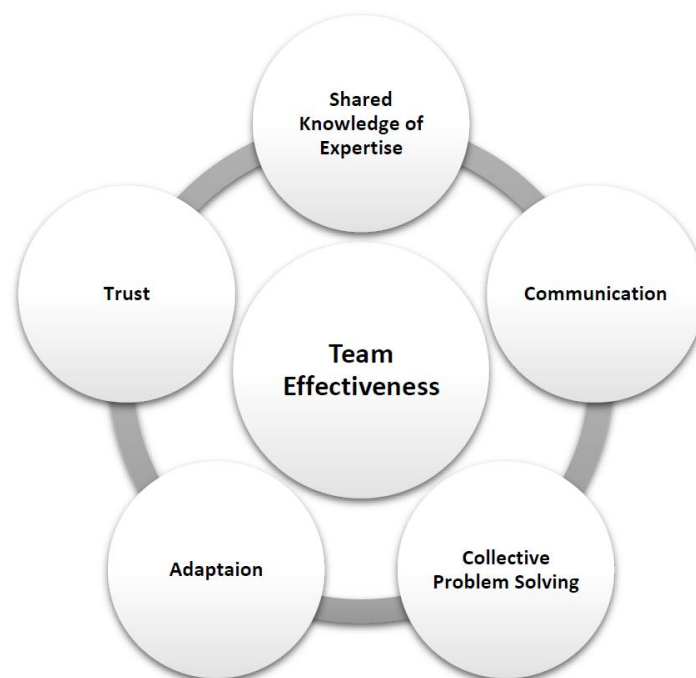 Shared
Knowledge of
Expertise
Trust
Communication
Team
Effectiveness
Adaptaion
Collective
Problem Solving